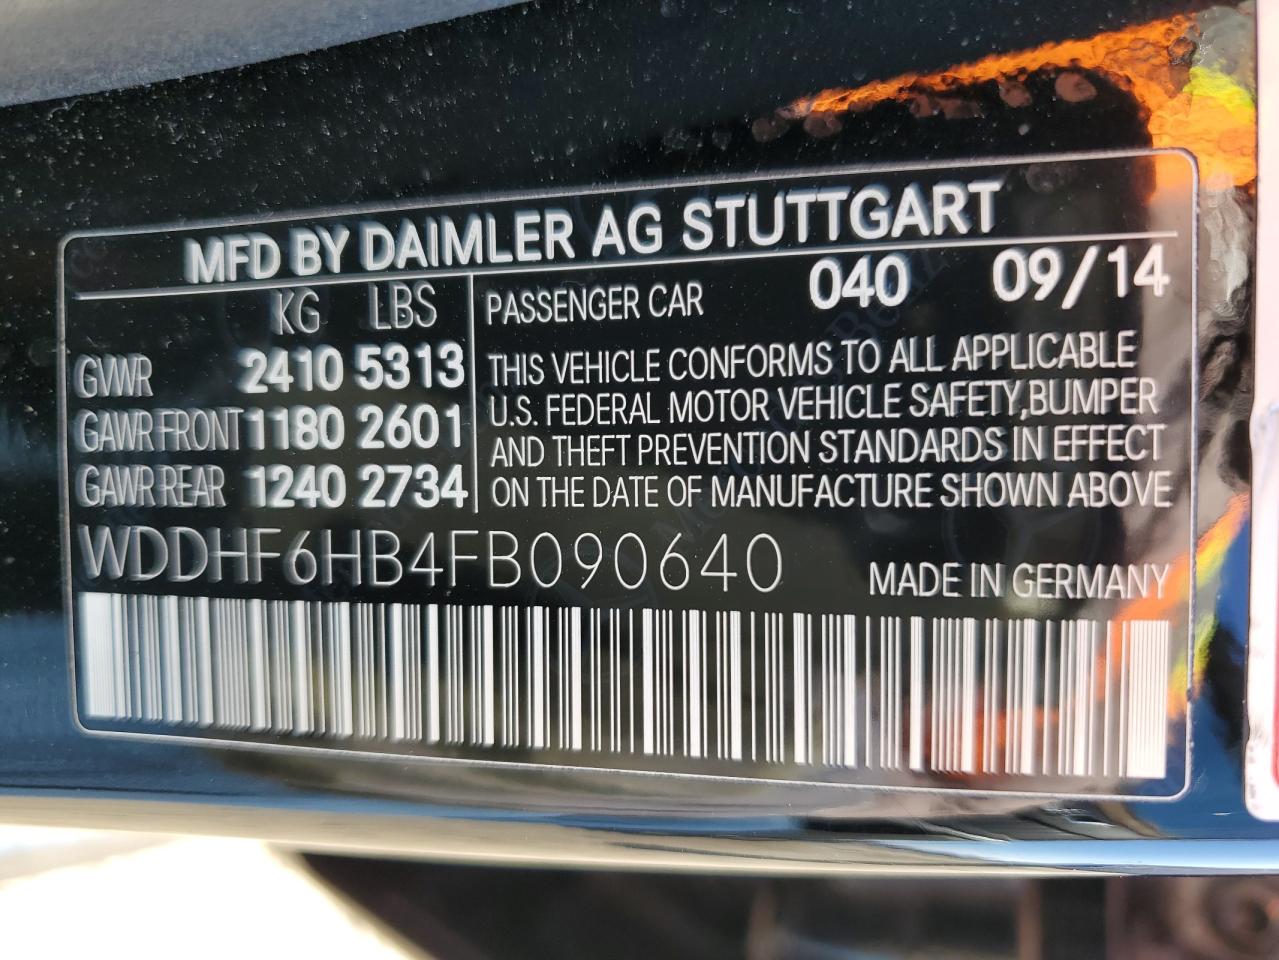 MFD BY DAIMLER AG STUTTGART
KG LBS
GVWR 2410 5313
GAWR FRONT 1180 2601
GAWR REAR 1240 2734
PASSENGER CAR 040 09/14
THIS VEHICLE CONFORMS TO ALL APPLICABLE
U.S. FEDERAL MOTOR VEHICLE SAFETY, BUMPER
AND THEFT PREVENTION STANDARDS IN EFFECT
ON THE DATE OF MANUFACTURE SHOWN ABOVE
WDDHF6HB4FB090640
MADE IN GERMANY